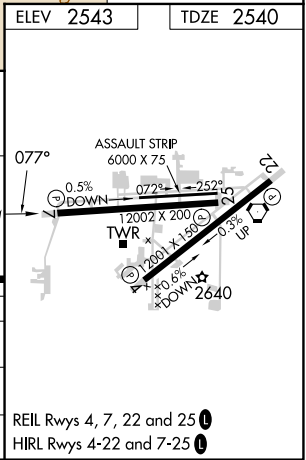 ELEV 2543
TDZE 2540
ASSAULT STRIP
6000 X 75
077°
0.5%
DOWN
072°
252°
22
P
7
25
12002 X 200
P
P
TWR
12001 X 150
0.3%
UP
P
4
0.6%
DOWN
2640
REIL Rwys 4, 7, 22 and 25 L
HIRL Rwys 4-22 and 7-25 L